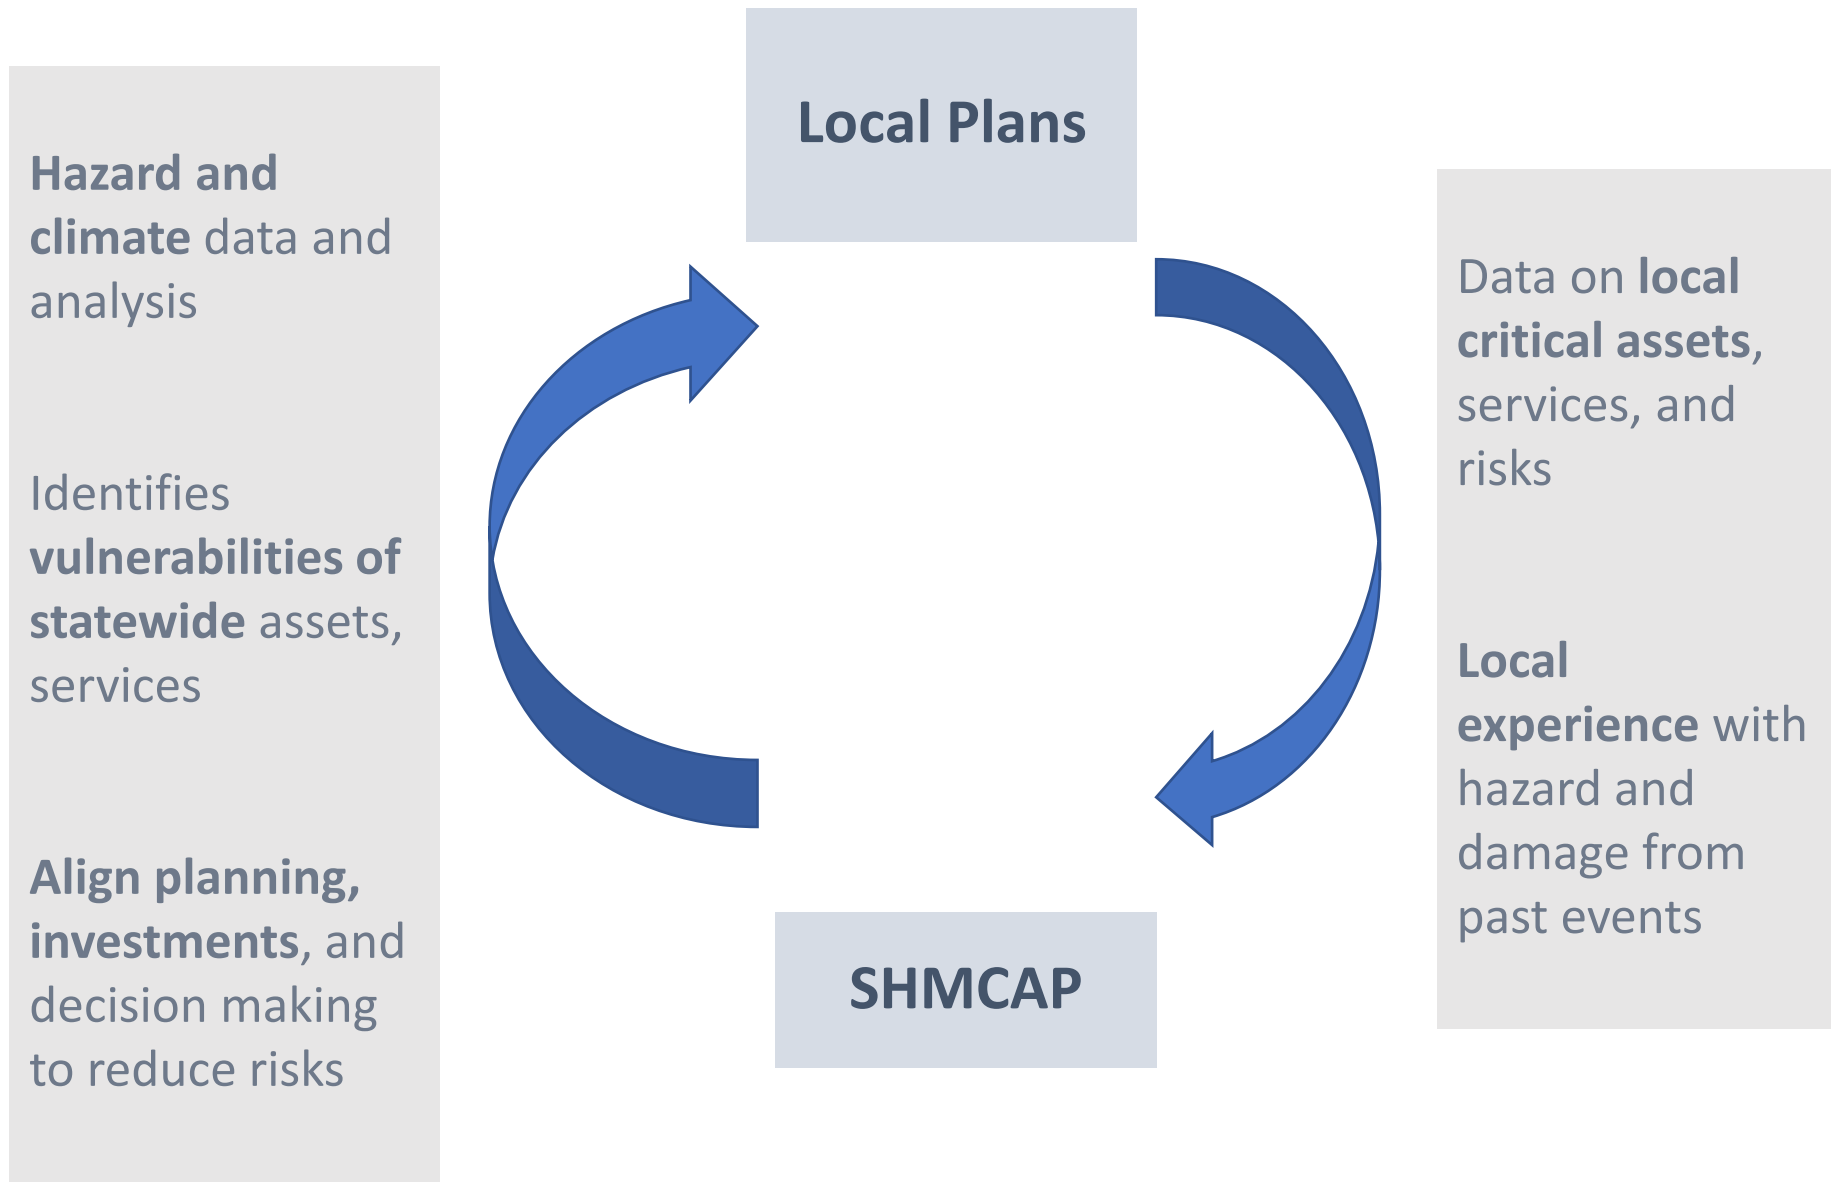 Local Plans
Hazard and
climate data and
analysis
Identifies
vulnerabilities of
statewide assets,
services
Align planning,
investments, and
decision making
to reduce risks
Data on local
critical assets,
services, and
risks
Local
experience with
hazard and
damage from
past events
SHMCAP